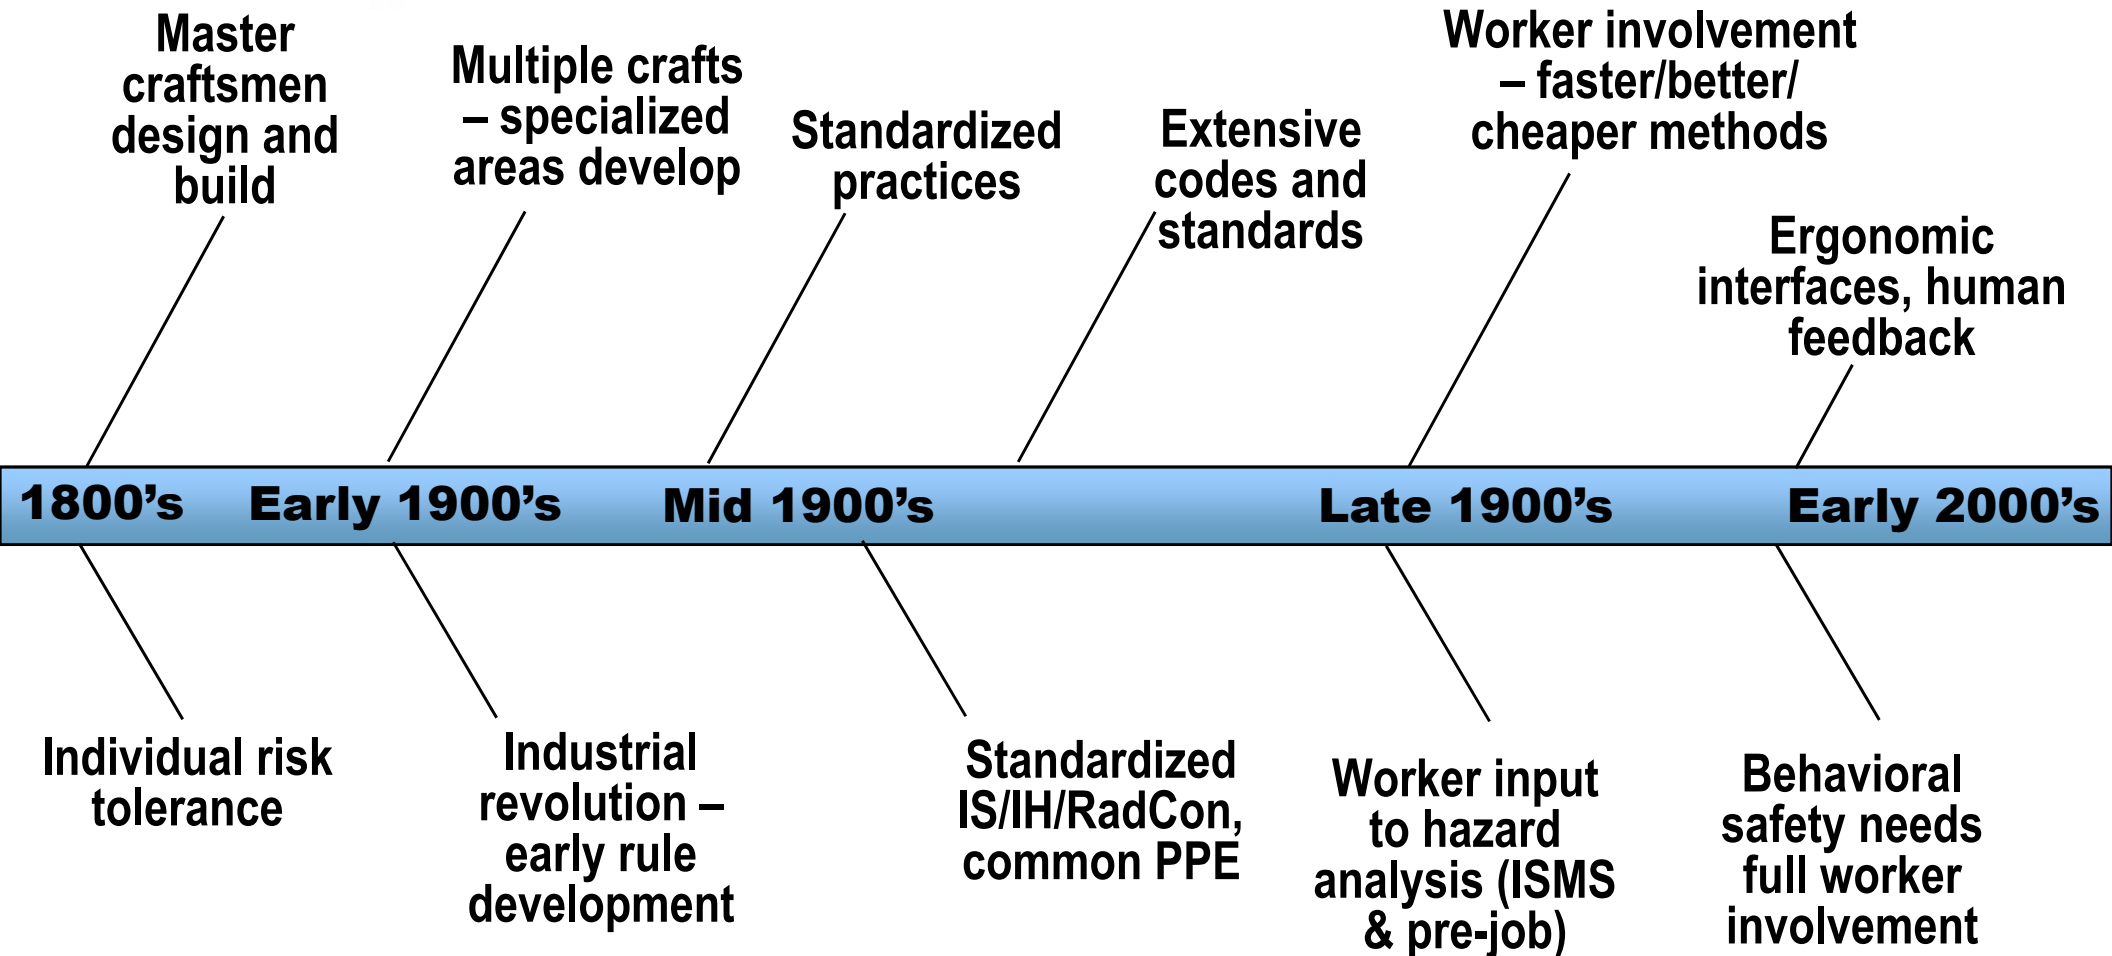 Master
craftsmen
design and
build
Multiple crafts
– specialized
areas develop
Standardized
practices
Extensive
codes and
standards
Worker involvement
– faster/better/
cheaper methods
Ergonomic
interfaces, human
feedback
1800’s
Early 1900’s
Mid 1900’s
Late 1900’s
Early 2000’s
Individual risk
tolerance
Industrial
revolution –
early rule
development
Standardized
IS/IH/RadCon,
common PPE
Worker input
to hazard
analysis (ISMS
& pre-job)
Behavioral
safety needs
full worker
involvement